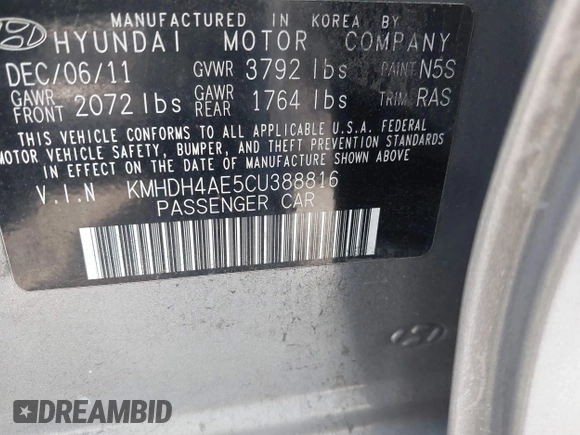 MANUFACTURED IN KOREA BY
HYUNDAI MOTOR COMPANY
DEC/06/11 GVWR 3792 lbs PAINT N5S
GAWR FRONT 2072 lbs GAWR REAR 1764 lbs TRIM RAS
THIS VEHICLE CONFORMS TO ALL APPLICABLE U.S.A. FEDERAL
MOTOR VEHICLE SAFETY, BUMPER, AND THEFT PREVENTION STANDARDS
IN EFFECT ON THE DATE OF MANUFACTURE SHOWN ABOVE.
V.I.N KMHDH4AE5CU388816
PASSENGER CAR
DREAMBID